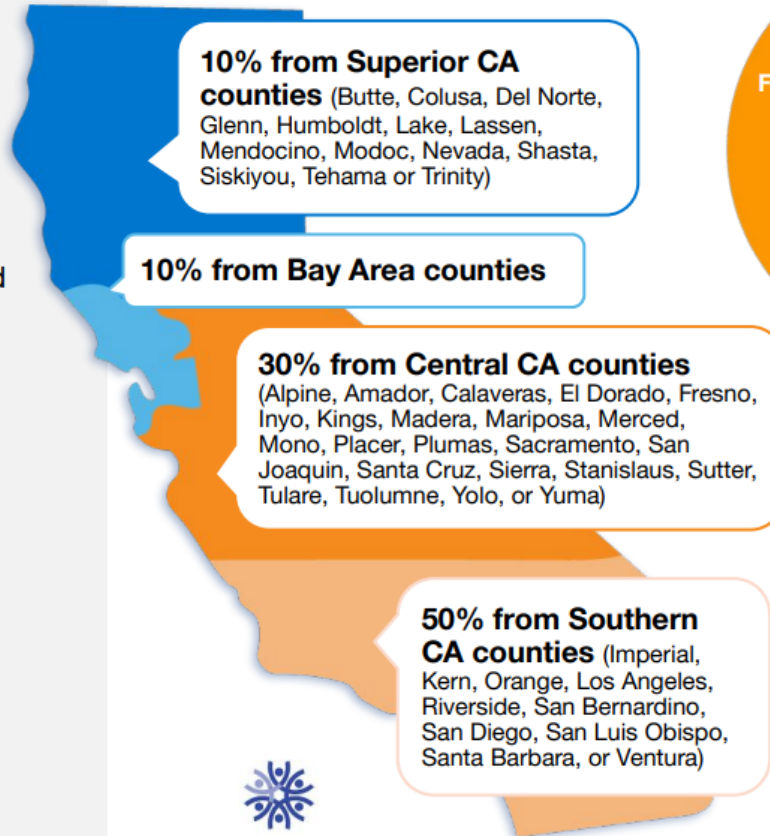 10% from Superior CA
counties (Butte, Colusa, Del Norte,
Glenn, Humboldt, Lake, Lassen,
Mendocino, Modoc, Nevada, Shasta,
Siskiyou, Tehama or Trinity)
10% from Bay Area counties
30% from Central CA counties
(Alpine, Amador, Calaveras, El Dorado, Fresno,
Inyo, Kings, Madera, Mariposa, Merced,
Mono, Placer, Plumas, Sacramento, San
Joaquin, Santa Cruz, Sierra, Stanislaus, Sutter,
Tulare, Tuolumne, Yolo, or Yuma)
50% from Southern
CA counties (Imperial,
Kern, Orange, Los Angeles,
Riverside, San Bernardino,
San Diego, San Luis Obispo,
Santa Barbara, or Ventura)